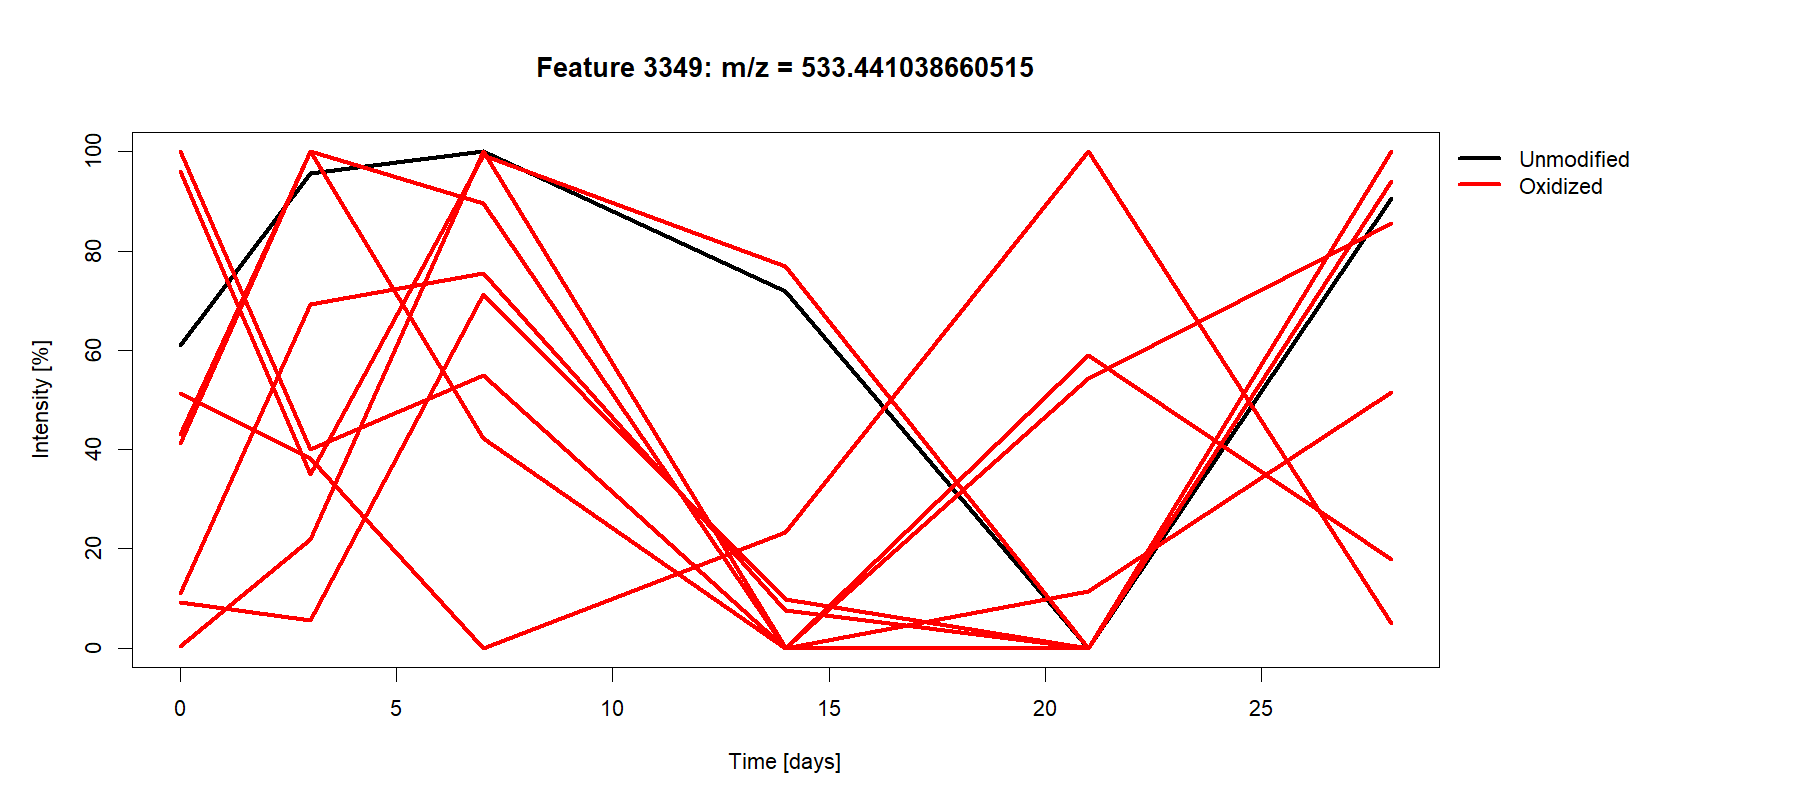 Feature 3349: m/z = 533.441038660515
Unmodified
Oxidized
Intensity [%]
100
80
60
40
20
0
0 5 10 15 20 25
Time [days]